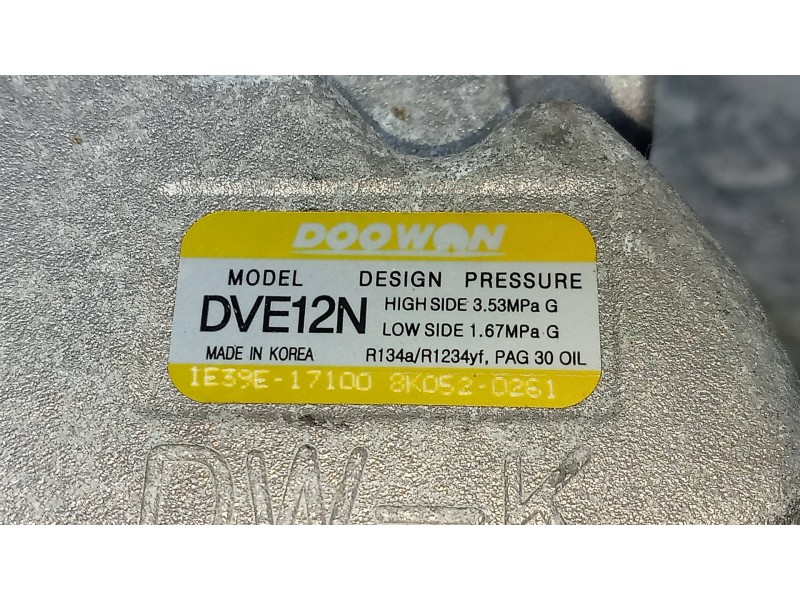 DOOWON
MODEL DESIGN PRESSURE
DVE12N HIGH SIDE 3.53MPa G
LOW SIDE 1.67MPa G
MADE IN KOREA R134a/R1234yf, PAG 30 OIL
1E39E-17100 8K052-0261
DW-K